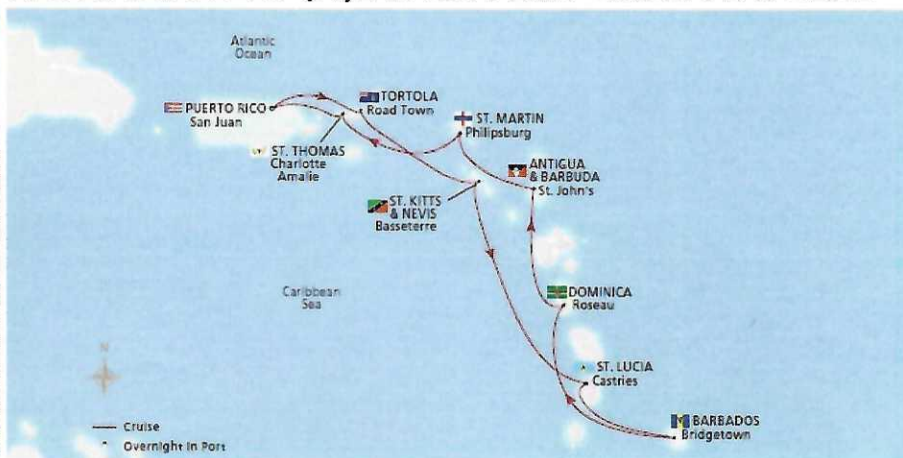 Atlantic
Ocean
PUERTO RICO
San Juan
TORTOLA
Road Town
ST. MARTIN
Philipsburg
ST. THOMAS
Charlotte
Amalie
ANTIGUA
& BARBUDA
St. John's
ST. KITTS
& NEVIS
Basseterre
Caribbean
Sea
DOMINICA
Roseau
N
ST. LUCIA
Castries
BARBADOS
Bridgetown
Cruise
Overnight In Port